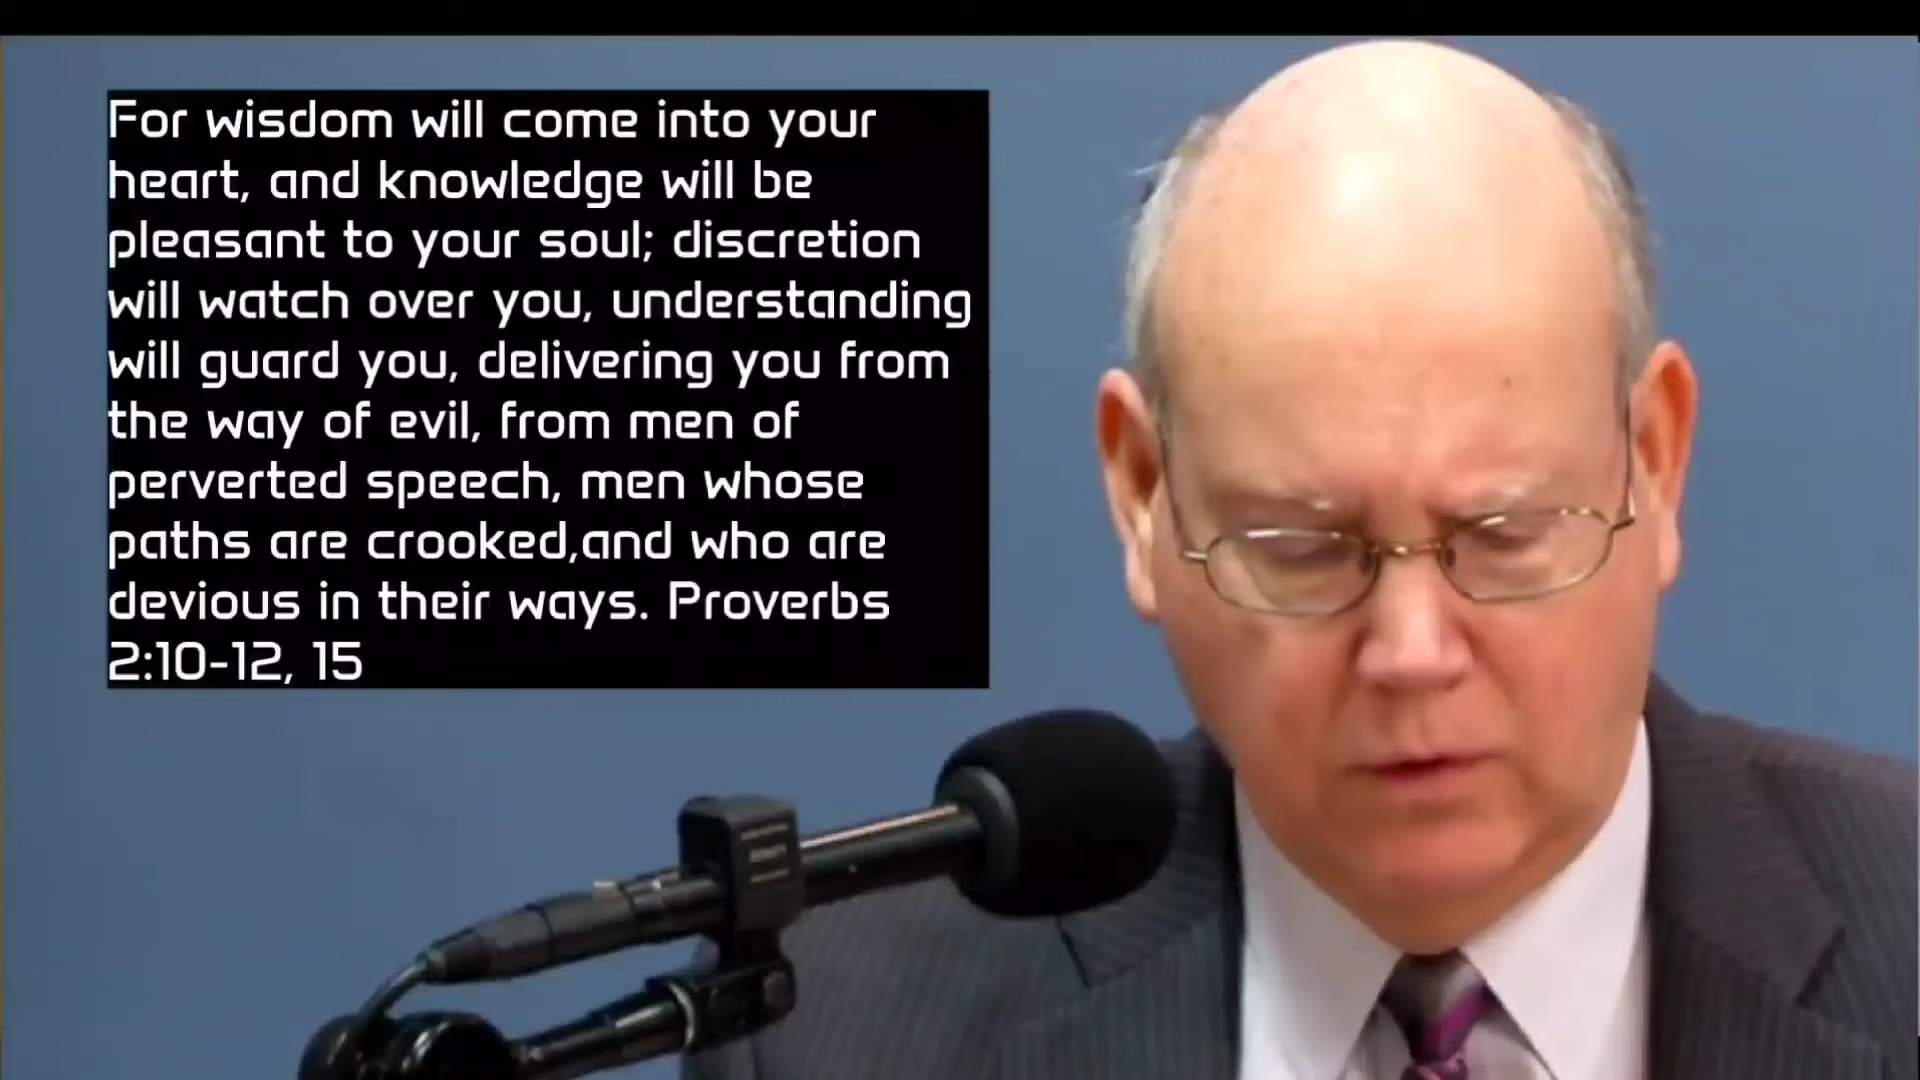 For wisdom will come into your
heart, and knowledge will be
pleasant to your soul; discretion
will watch over you, understanding
will guard you, delivering you from
the way of evil, from men of
perverted speech, men whose
paths are crooked,and who are
devious in their ways. Proverbs
2:10-12, 15